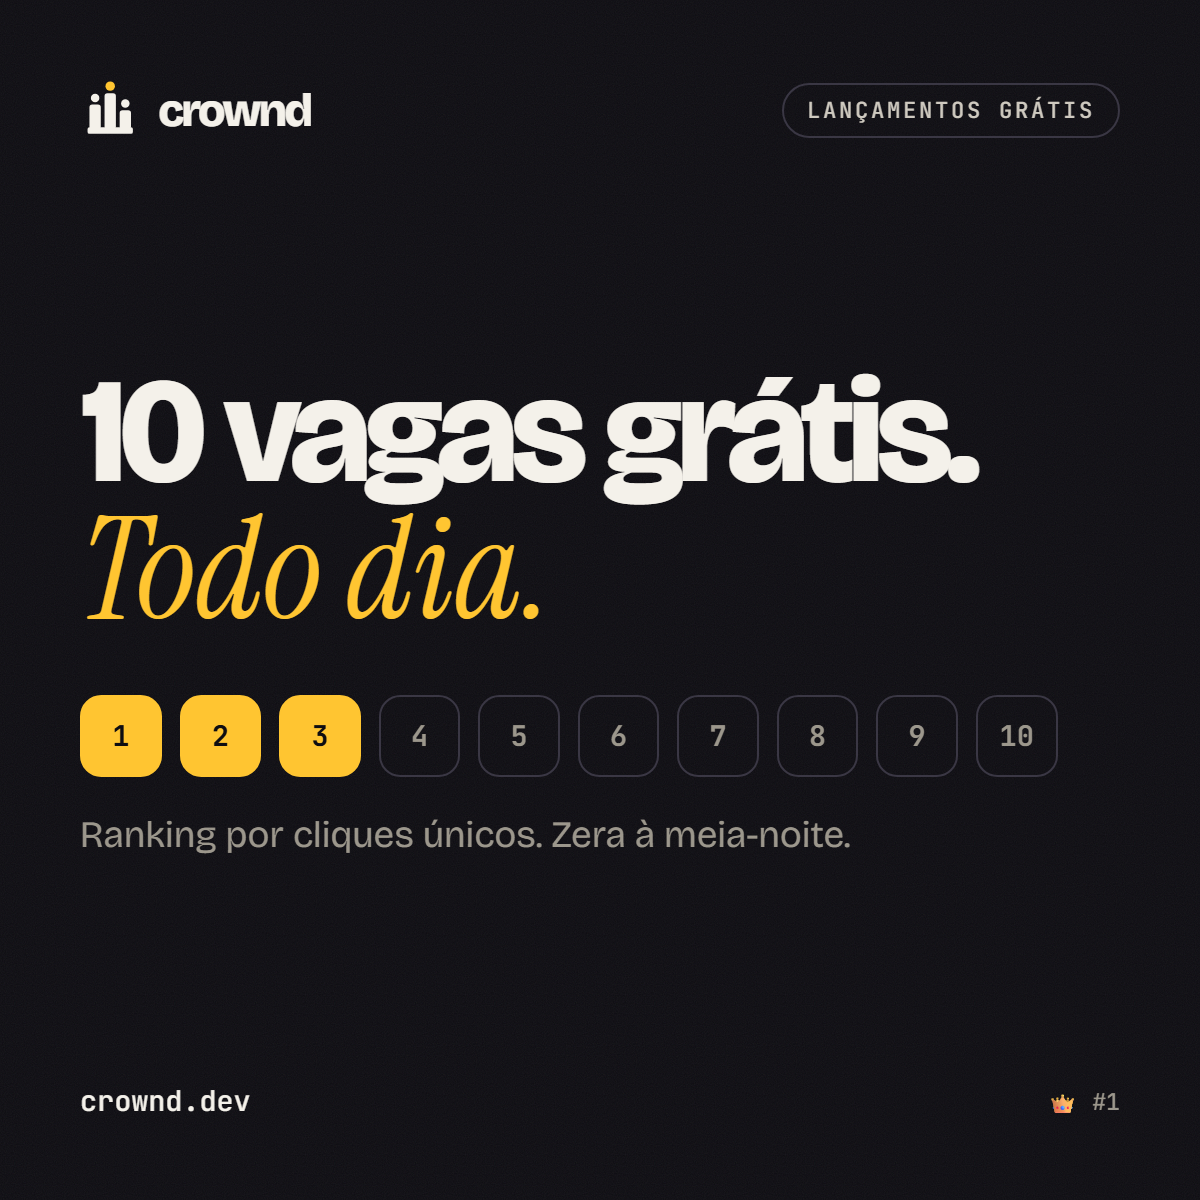 crownd
LANÇAMENTOS GRÁTIS
10 vagas grátis.
Todo dia.
1 2 3 4 5 6 7 8 9 10
Ranking por cliques únicos. Zera à meia-noite.
crownd.dev
#1